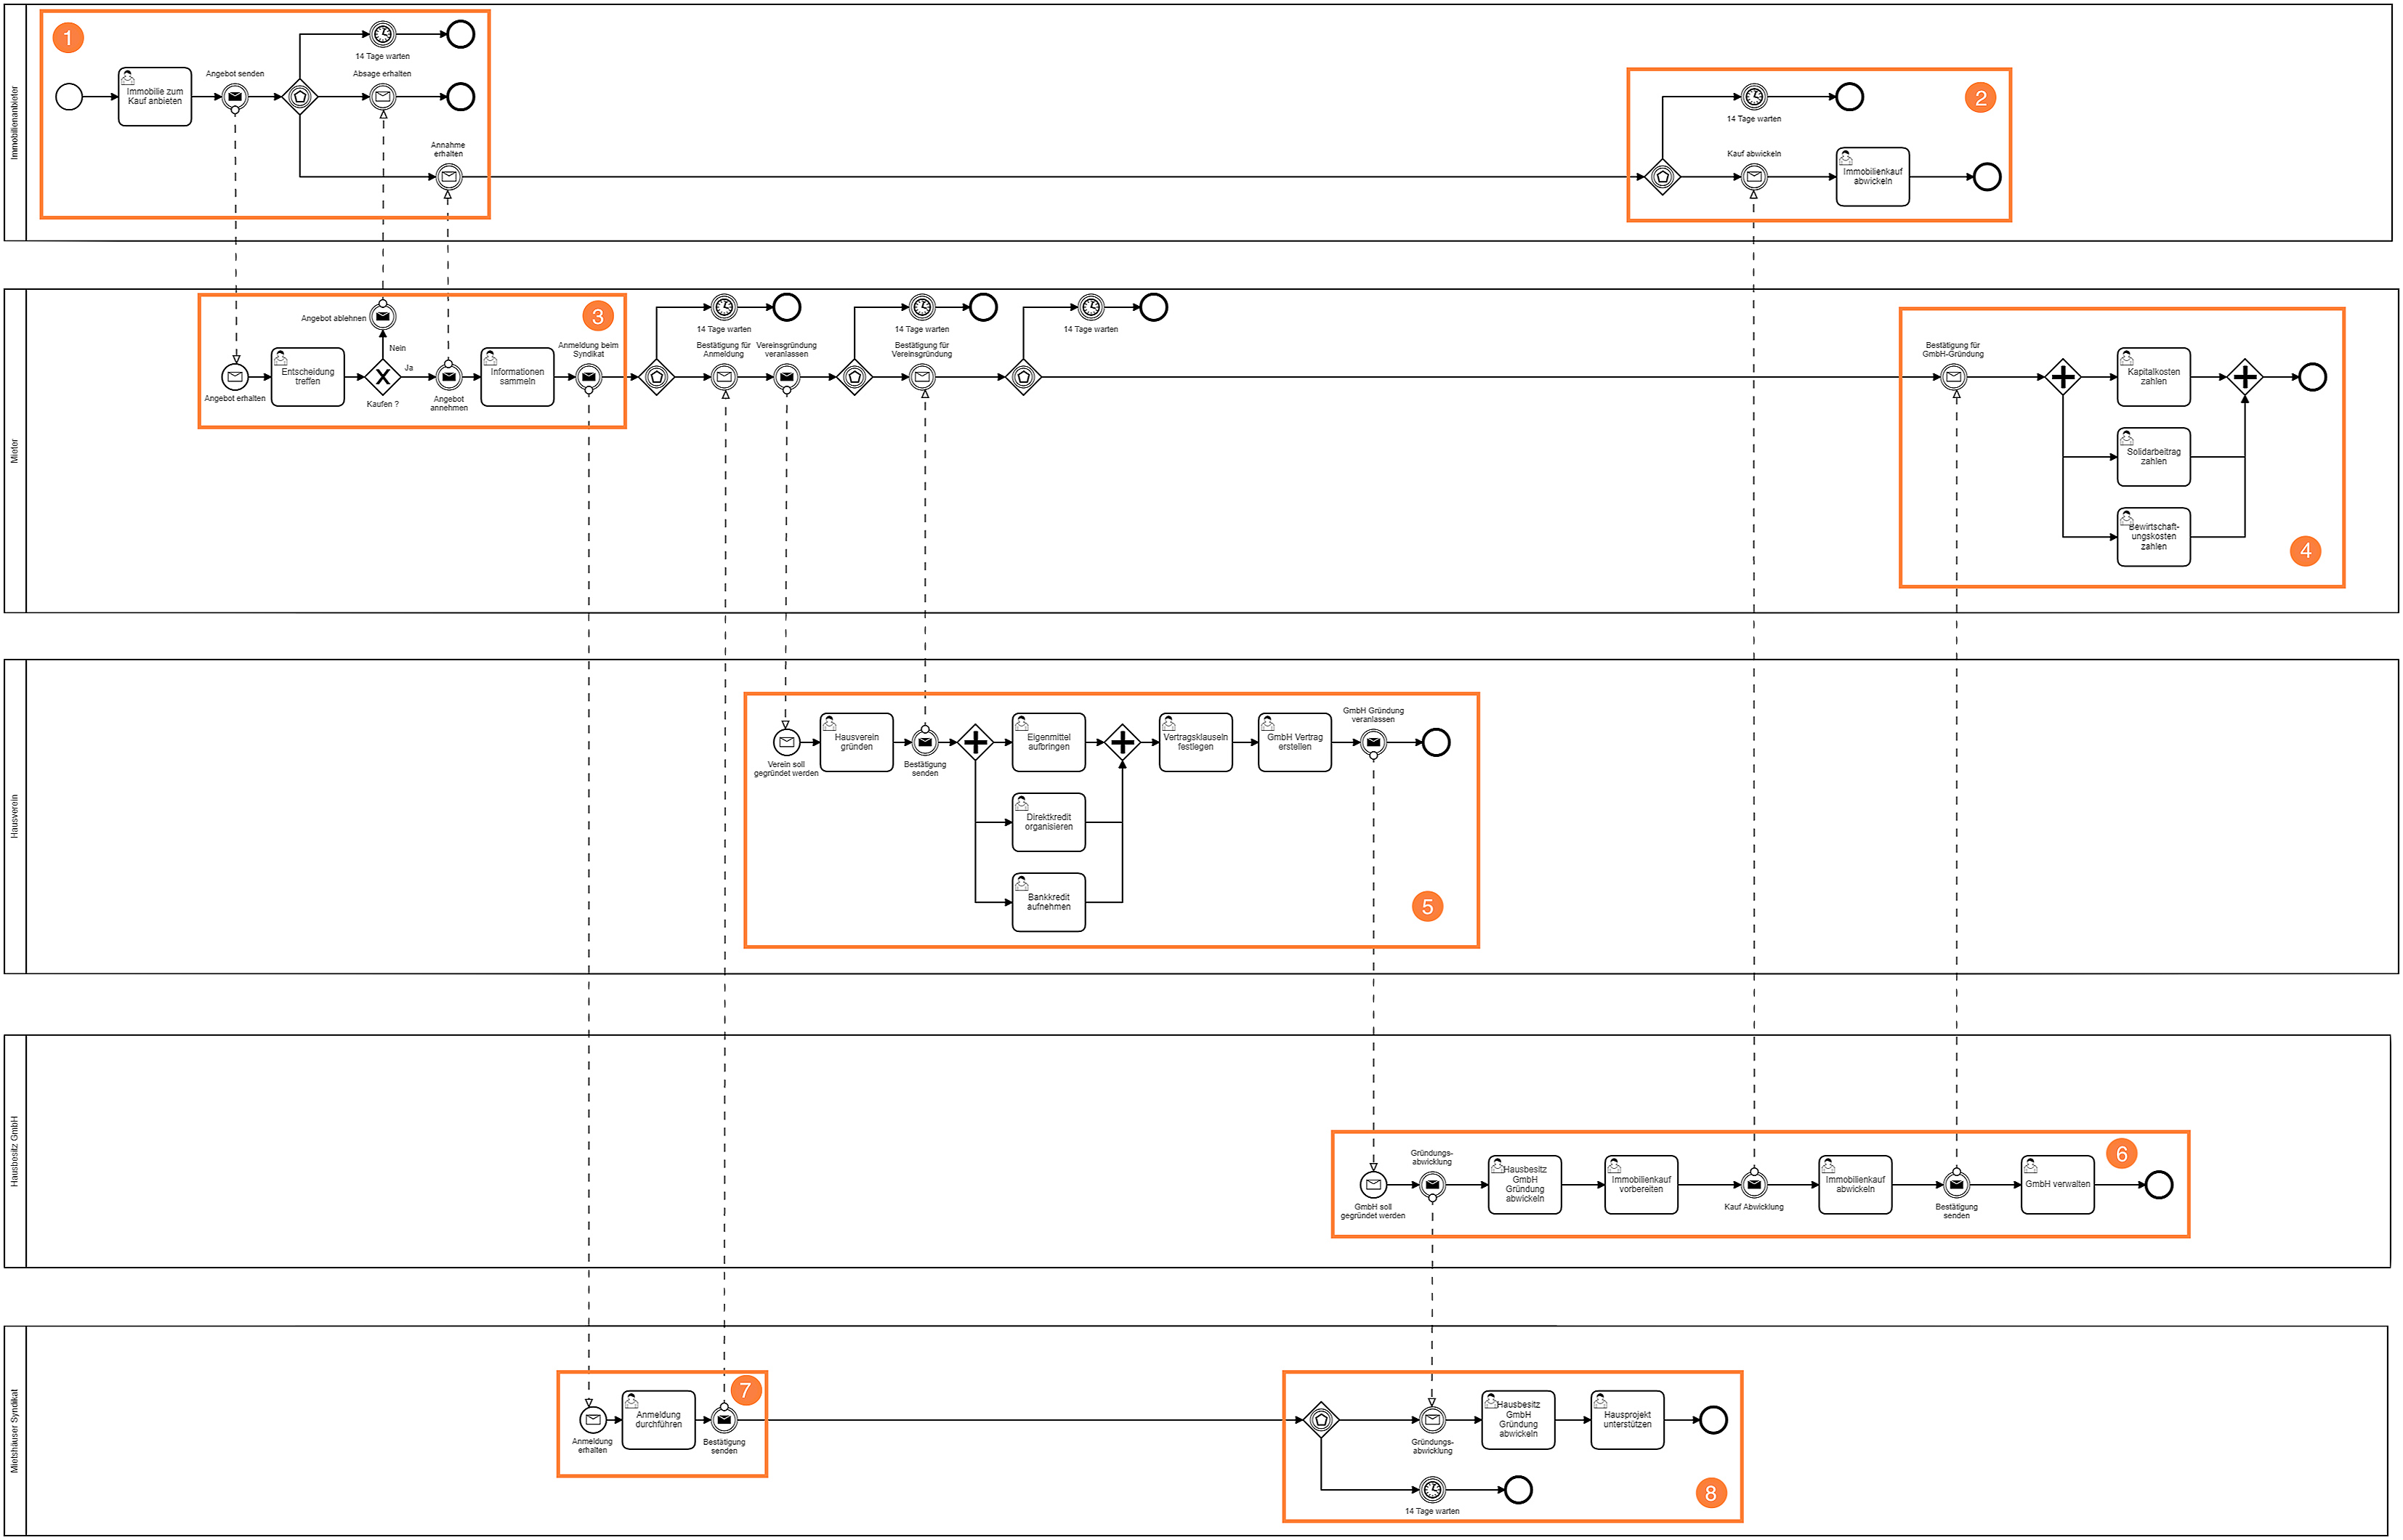 Immobilienanbieter
1
14 Tage warten
Immobilie zum
Kauf anbieten
Angebot senden
Absage erhalten
Annahme
erhalten
2
14 Tage warten
Kauf abwickeln
Immobilienkauf
abwickeln
Mieter
3
Angebot erhalten
Entscheidung
treffen
Angebot ablehnen
Nein
Ja
Kaufen ?
Angebot
annehmen
Informationen
sammeln
Anmeldung beim
Syndikat
14 Tage warten
Bestätigung für
Anmeldung
Vereinsgründung
veranlassen
14 Tage warten
Bestätigung für
Vereinsgründung
14 Tage warten
Bestätigung für
GmbH-Gründung
Kapitalkosten
zahlen
Solidarbeitrag
zahlen
Bewirtschaft-
ungskosten
zahlen
4
Hausverein
Verein soll
gegründet werden
Hausverein
gründen
Bestätigung
senden
Eigenmittel
aufbringen
Direktkredit
organisieren
Bankkredit
aufnehmen
Vertragsklauseln
festlegen
GmbH Vertrag
erstellen
GmbH Gründung
veranlassen
5
Hausbesitz GmbH
GmbH soll
gegründet werden
Gründungs-
abwicklung
Hausbesitz
GmbH
Gründung
abwickeln
Immobilienkauf
vorbereiten
Kauf Abwicklung
Immobilienkauf
abwickeln
Bestätigung
senden
GmbH verwalten
6
Mietshäuser Syndikat
Anmeldung
erhalten
Anmeldung
durchführen
Bestätigung
senden
7
Gründungs-
abwicklung
Hausbesitz
GmbH
Gründung
abwickeln
Hausprojekt
unterstützen
14 Tage warten
8